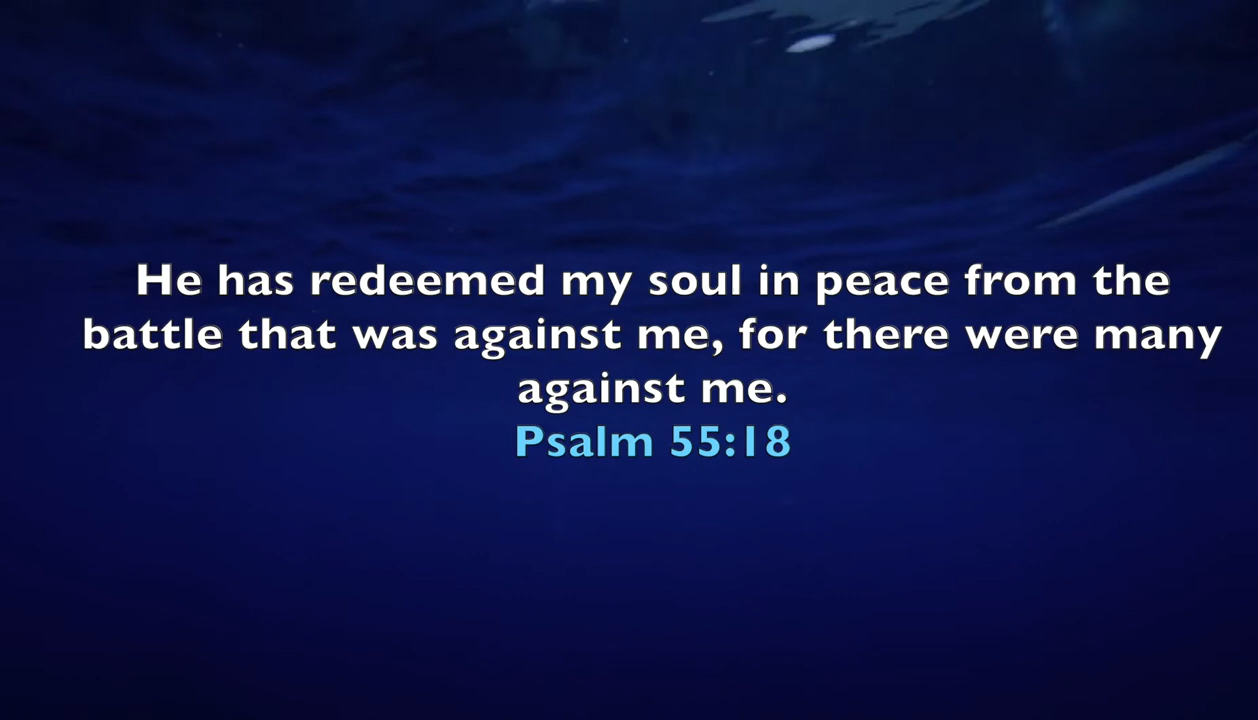 He has redeemed my soul in peace from the
battle that was against me, for there were many
against me.
Psalm 55:18